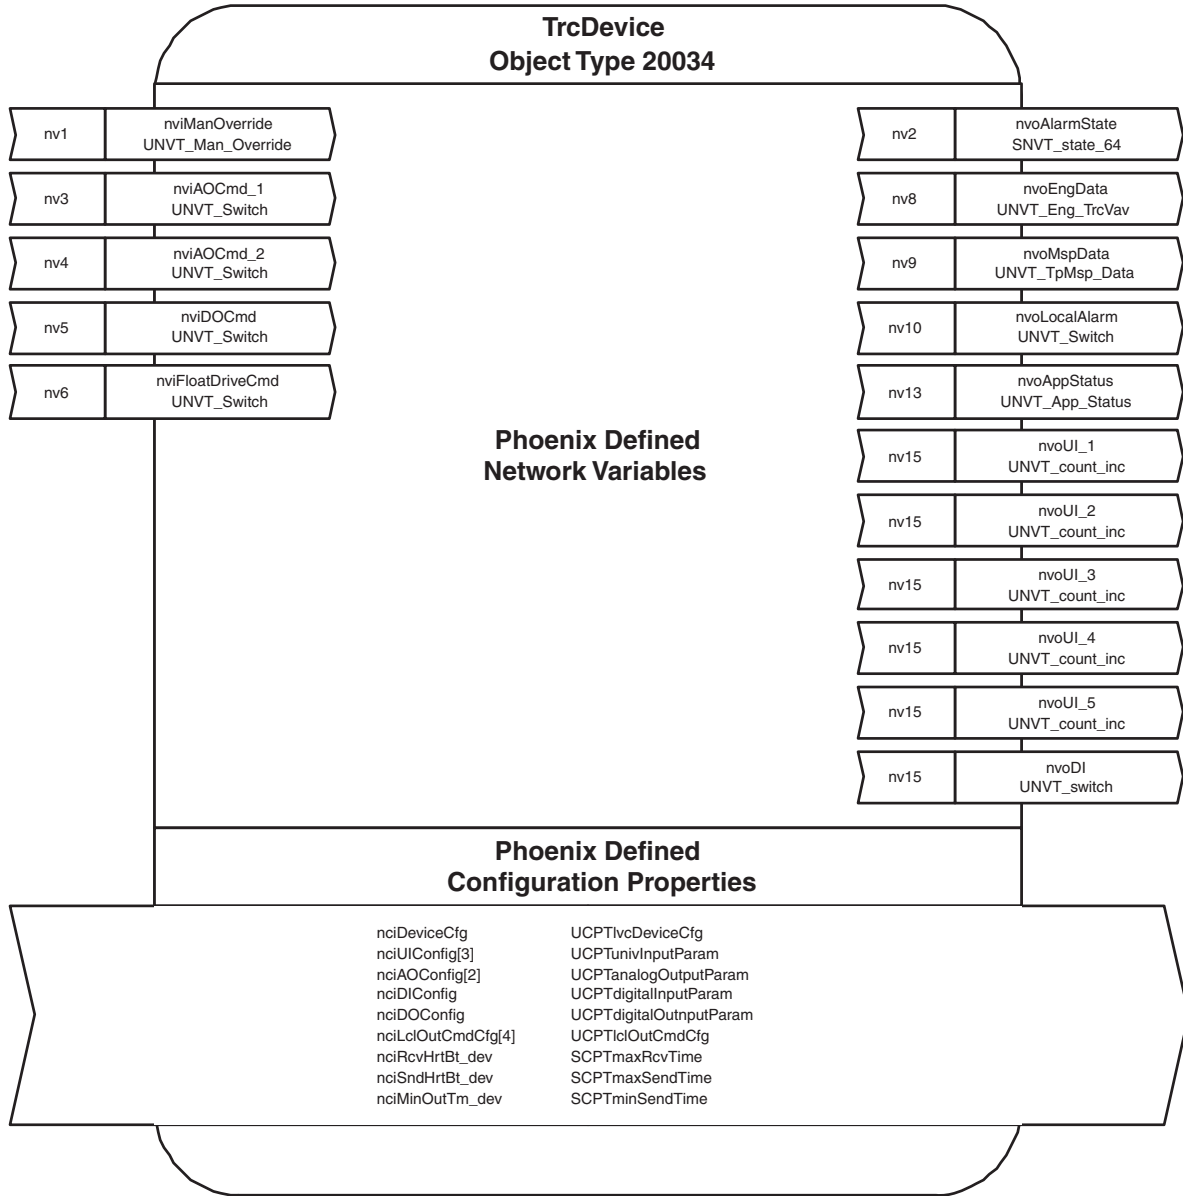 TrcDevice
Object Type 20034
nv1
nviManOverride
UNVT_Man_Override
nv3
nviAOCmd_1
UNVT_Switch
nv4
nviAOCmd_2
UNVT_Switch
nv5
nviDOCmd
UNVT_Switch
nv6
nviFloatDriveCmd
UNVT_Switch
Phoenix Defined
Network Variables
nv2
nvoAlarmState
SNVT_state_64
nv8
nvoEngData
UNVT_Eng_TrcVav
nv9
nvoMspData
UNVT_TpMsp_Data
nv10
nvoLocalAlarm
UNVT_Switch
nv13
nvoAppStatus
UNVT_App_Status
nv15
nvoUI_1
UNVT_count_inc
nv15
nvoUI_2
UNVT_count_inc
nv15
nvoUI_3
UNVT_count_inc
nv15
nvoUI_4
UNVT_count_inc
nv15
nvoUI_5
UNVT_count_inc
nv15
nvoDI
UNVT_switch
Phoenix Defined
Configuration Properties
nciDeviceCfg UCPTlvcDeviceCfg
nciUIConfig[3] UCPTunivInputParam
nciAOConfig[2] UCPTanalogOutputParam
nciDIConfig UCPTdigitalInputParam
nciDOConfig UCPTdigitalOutnputParam
nciLclOutCmdCfg[4] UCPTlclOutCmdCfg
nciRcvHrtBt_dev SCPTmaxRcvTime
nciSndHrtBt_dev SCPTmaxSendTime
nciMinOutTm_dev SCPTminSendTime